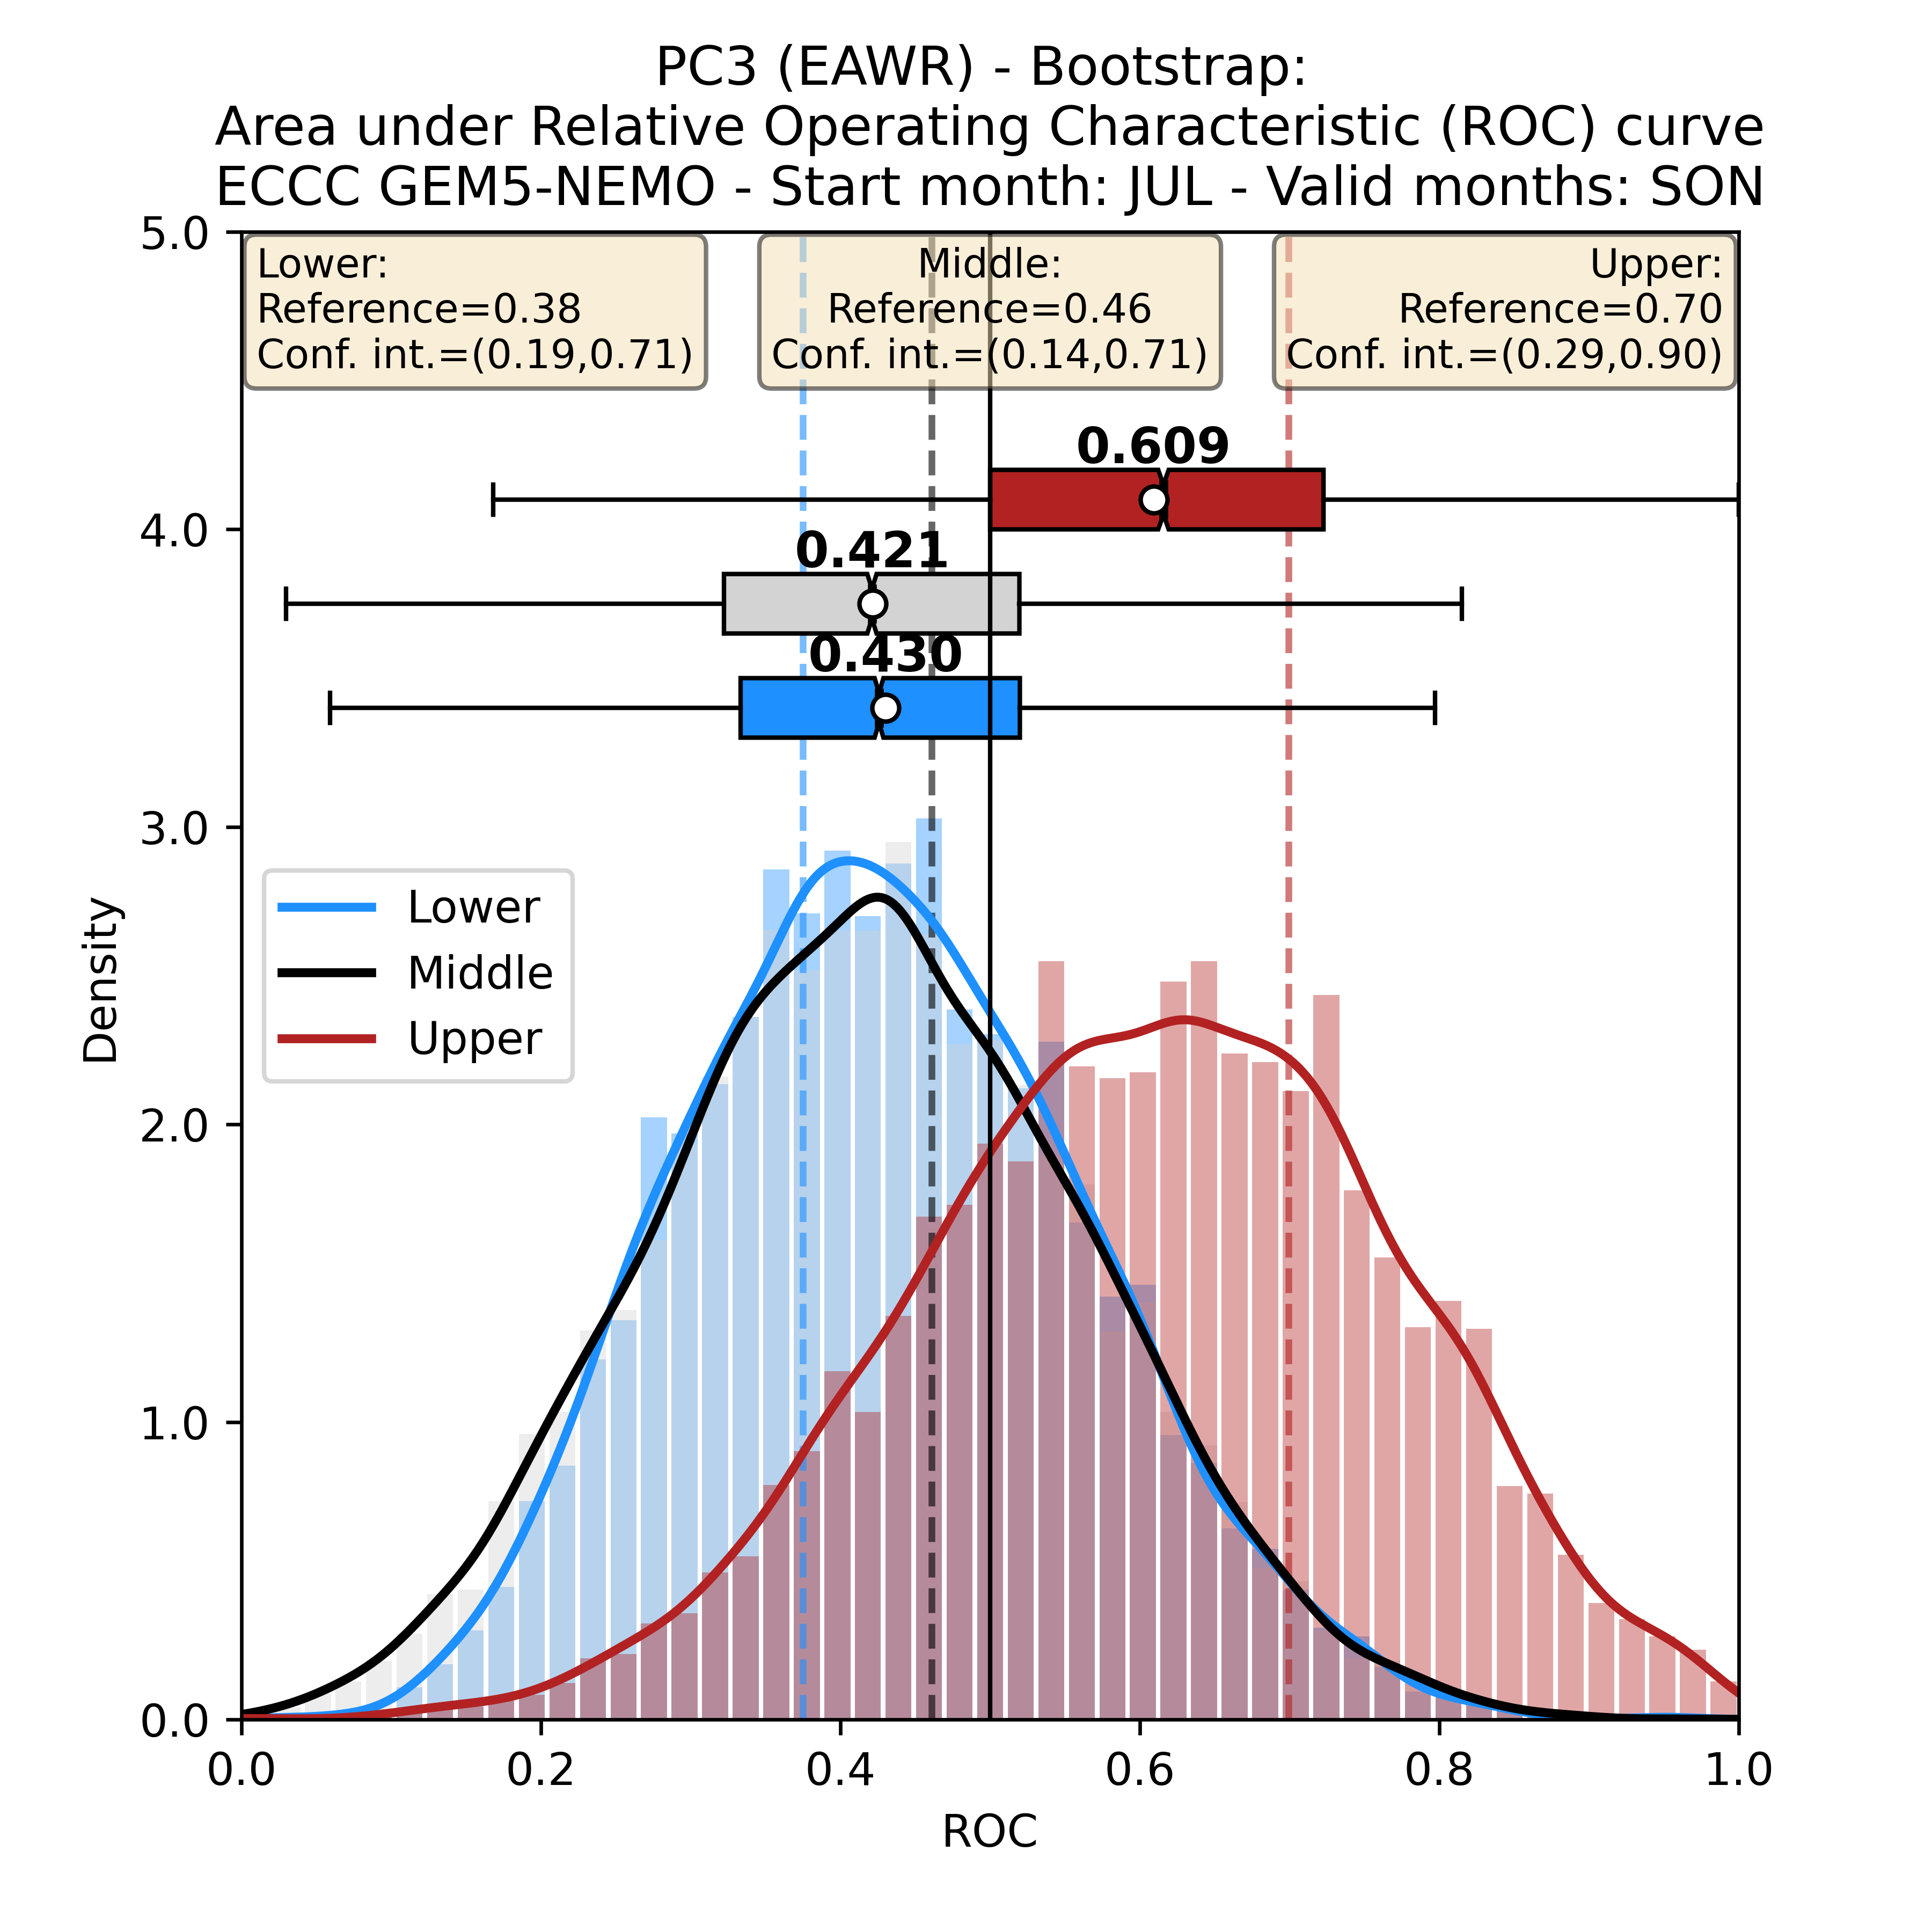 PC3 (EAWR) - Bootstrap:
Area under Relative Operating Characteristic (ROC) curve
ECCC GEM5-NEMO - Start month: JUL - Valid months: SON
5.0
Lower:
Reference=0.38
Conf. int.=(0.19,0.71)
Middle:
Reference=0.46
Conf. int.=(0.14,0.71)
Upper:
Reference=0.70
Conf. int.=(0.29,0.90)
0.609
4.0
0.421
0.430
3.0
Lower
Middle
Upper
Density
2.0
1.0
0.0
0.0
0.2
0.4
0.6
0.8
1.0
ROC